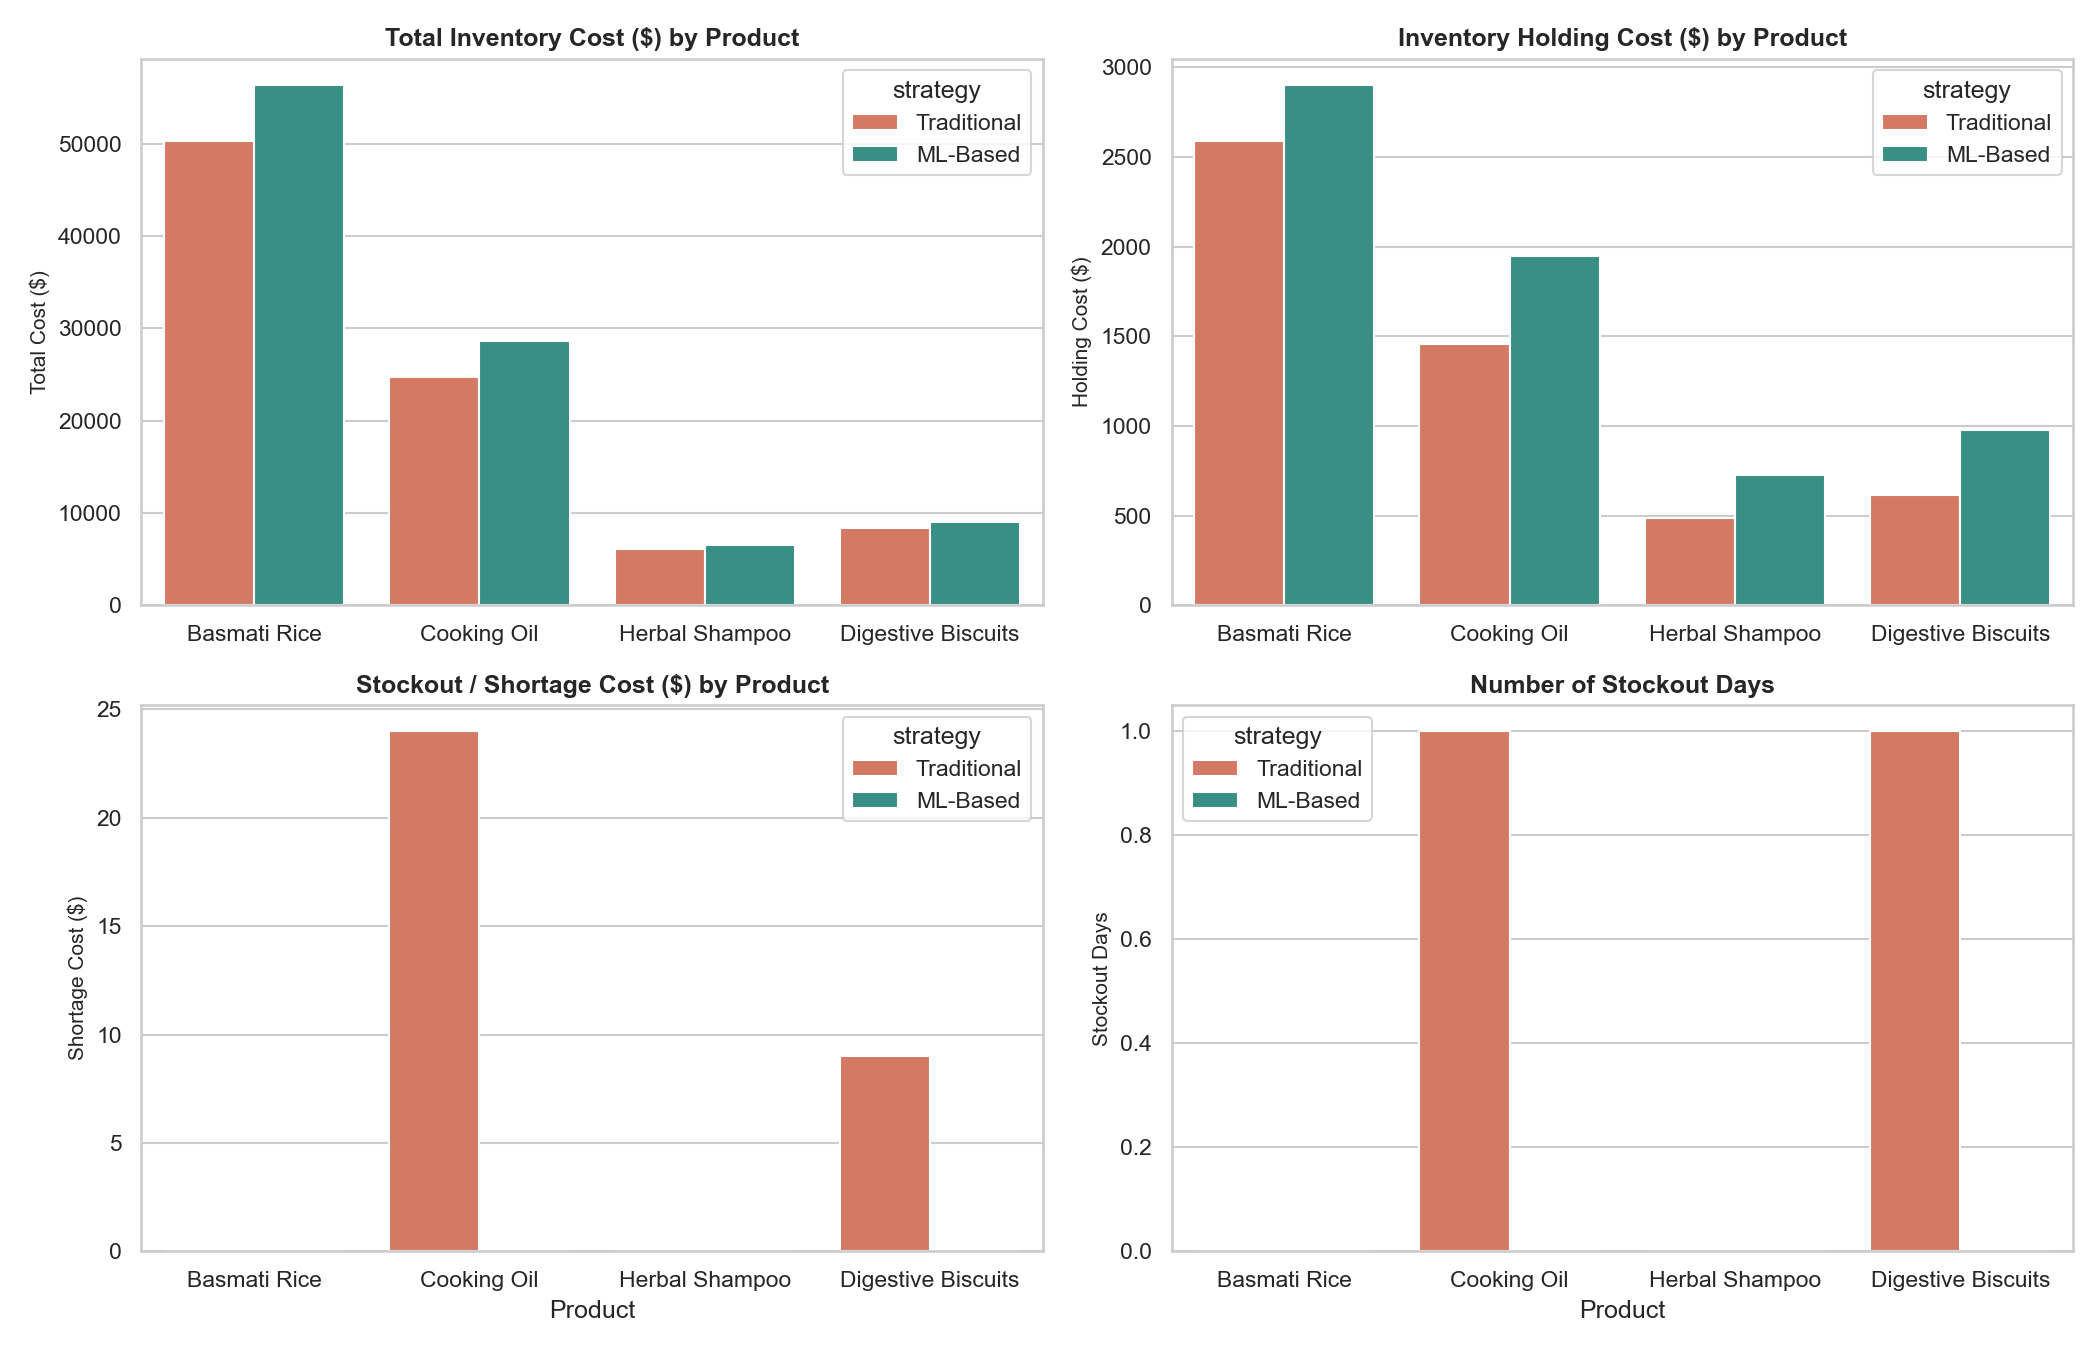 Total Inventory Cost ($) by Product
Total Cost ($)
50000
40000
30000
20000
10000
0
strategy
Traditional
ML-Based
Basmati Rice
Cooking Oil
Herbal Shampoo
Digestive Biscuits
Inventory Holding Cost ($) by Product
Holding Cost ($)
3000
2500
2000
1500
1000
500
0
strategy
Traditional
ML-Based
Basmati Rice
Cooking Oil
Herbal Shampoo
Digestive Biscuits
Stockout / Shortage Cost ($) by Product
Shortage Cost ($)
25
20
15
10
5
0
strategy
Traditional
ML-Based
Basmati Rice
Cooking Oil
Herbal Shampoo
Digestive Biscuits
Product
Number of Stockout Days
Stockout Days
1.0
0.8
0.6
0.4
0.2
0.0
strategy
Traditional
ML-Based
Basmati Rice
Cooking Oil
Herbal Shampoo
Digestive Biscuits
Product